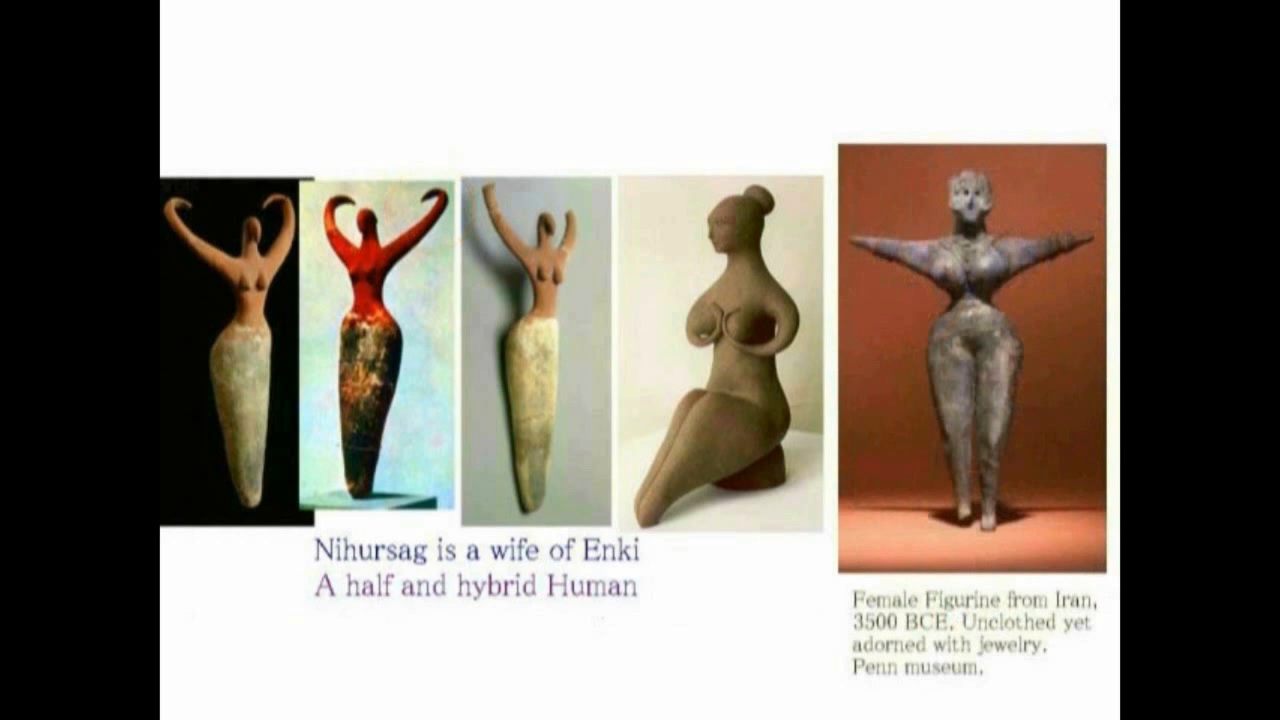 Nihursag is a wife of Enki
A half and hybrid Human
Female Figurine from Iran,
3500 BCE. Unclothed yet
adorned with jewelry.
Penn museum.